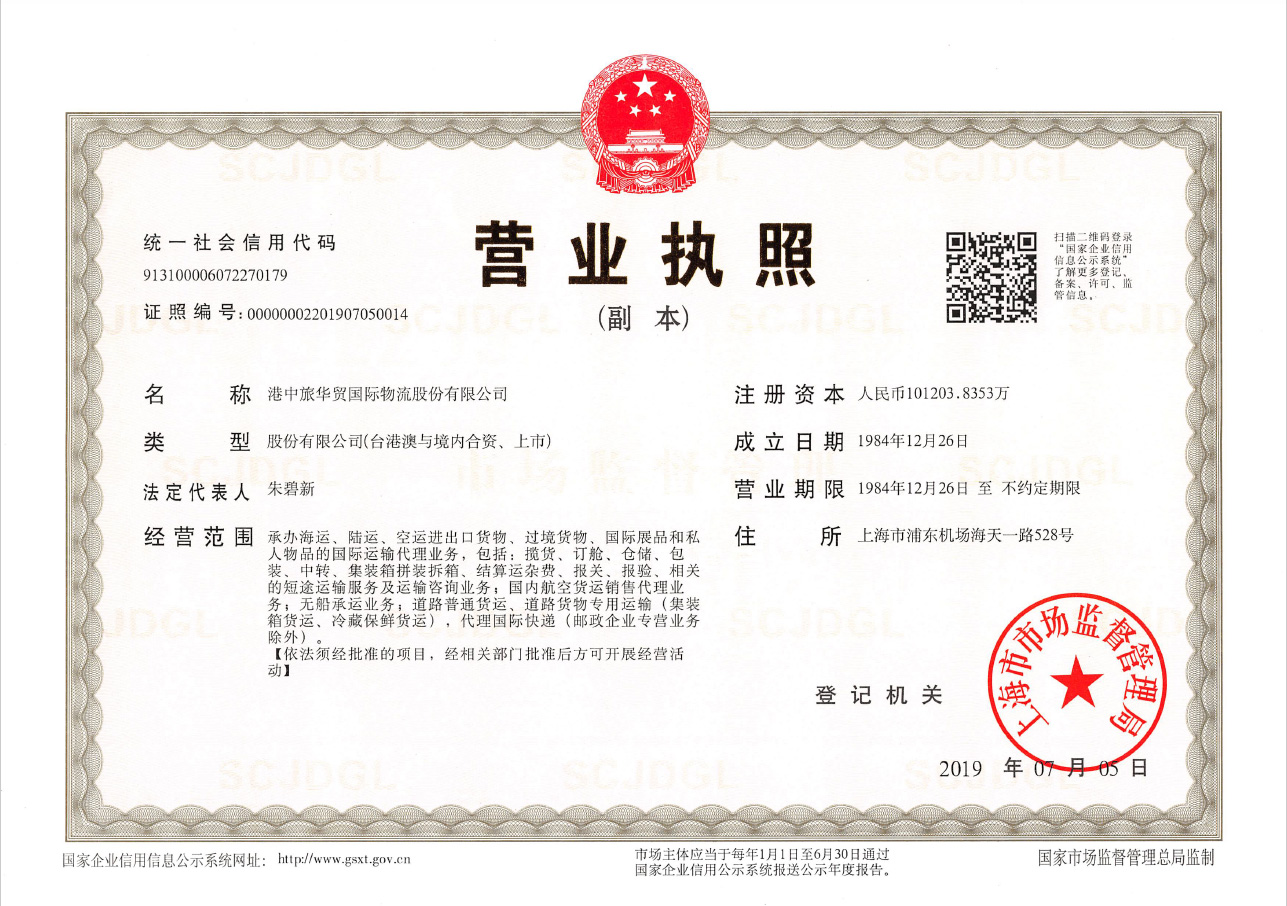 营业执照
(副 本)
统一社会信用代码
913100006072270179
证照编号:00000002201907050014
扫描二维码登录
“国家企业信用
信息公示系统”
了解更多登记、
备案、许可、监
管信息。
名 称 港中旅华贸国际物流股份有限公司
类 型 股份有限公司(台港澳与境内合资、上市)
法定代表人 朱碧新
经营范围 承办海运、陆运、空运进出口货物、过境货物、国际展品和私
人物品的国际运输代理业务，包括：揽货、订舱、仓储、包
装、中转、集装箱拼装拆箱、结算运杂费、报关、报验、相关
的短途运输服务及运输咨询业务；国内航空货运销售代理业
务；无船承运业务；道路普通货运、道路货物专用运输（集装
箱货运、冷藏保鲜货运），代理国际快递（邮政企业专营业务
除外）。
【依法须经批准的项目，经相关部门批准后方可开展经营活
动】
注册资本 人民币101203.8353万
成立日期 1984年12月26日
营业期限 1984年12月26日 至 不约定期限
住 所 上海市浦东机场海天一路528号
登记机关
上海市市场监督管理局
2019 年 07 月 05 日
国家企业信用信息公示系统网址： http://www.gsxt.gov.cn
市场主体应当于每年1月1日至6月30日通过
国家企业信用公示系统报送公示年度报告。
国家市场监督管理总局监制
SCJDGL
市场监督管理